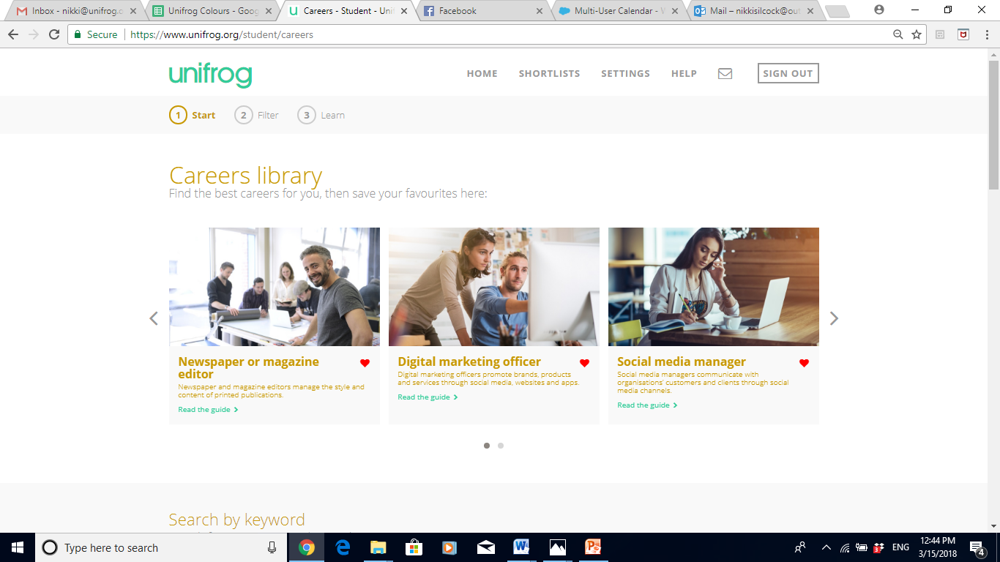 Inbox - nikki@unifrog.c
Unifrog Colours - Goog
Careers - Student - Uni
Facebook
Multi-User Calendar - 
Mail – nikkisilcock@out
Secure
https://www.unifrog.org/student/careers
unifrog
HOME SHORTLISTS SETTINGS HELP SIGN OUT
1 Start 2 Filter 3 Learn
Careers library
Find the best careers for you, then save your favourites here:
Newspaper or magazine
editor
Newspaper and magazine editors manage the style and
content of printed publications.
Read the guide
Digital marketing officer
Digital marketing officers promote brands, products
and services through social media, websites and apps.
Read the guide
Social media manager
Social media managers communicate with
organisations' customers and clients through social
media channels.
Read the guide
Search by keyword
Type here to search
ENG
12:44 PM
3/15/2018
4